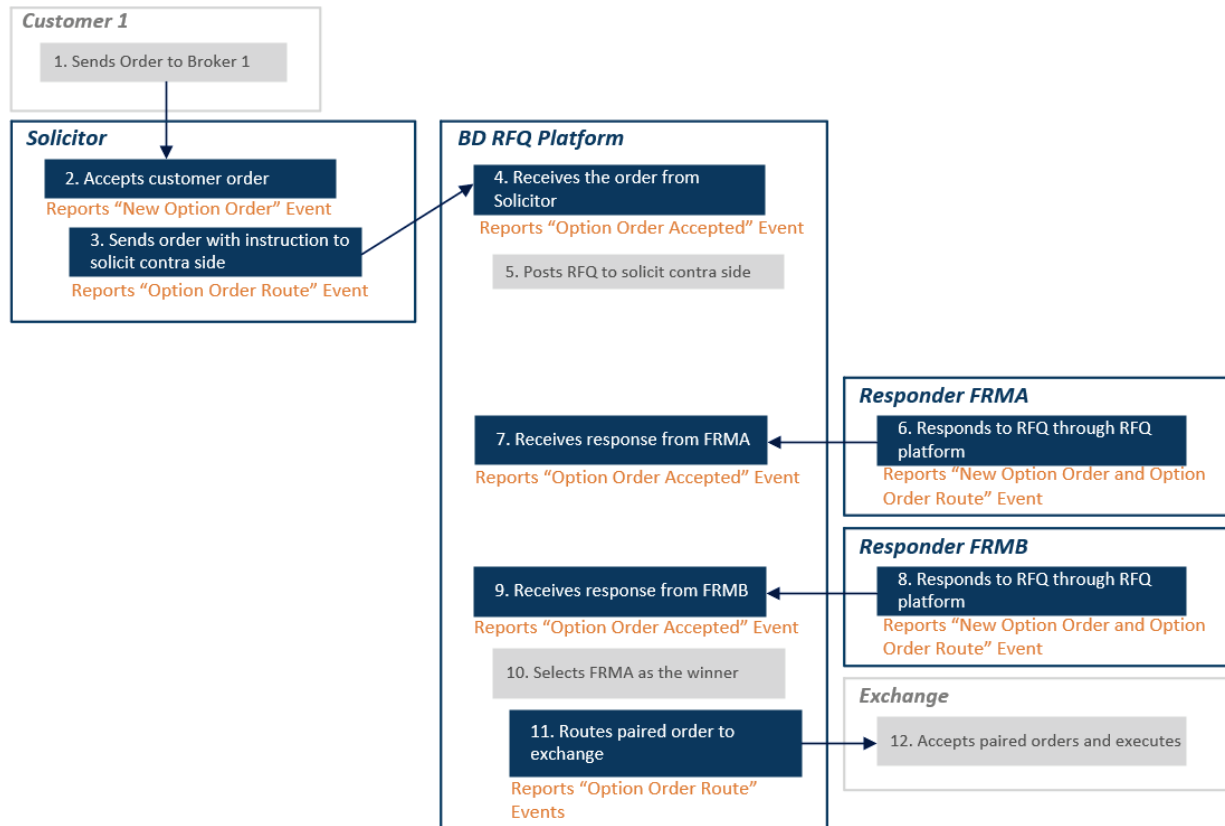 Customer 1
1. Sends Order to Broker 1
Solicitor
2. Accepts customer order
Reports “New Option Order” Event
3. Sends order with instruction to
solicit contra side
Reports “Option Order Route” Event
BD RFQ Platform
4. Receives the order from
Solicitor
Reports “Option Order Accepted” Event
5. Posts RFQ to solicit contra side
Responder FRMA
6. Responds to RFQ through RFQ
platform
Reports “New Option Order and Option
Order Route” Event
7. Receives response from FRMA
Reports “Option Order Accepted” Event
Responder FRMB
8. Responds to RFQ through RFQ
platform
Reports “New Option Order and Option
Order Route” Event
9. Receives response from FRMB
Reports “Option Order Accepted” Event
10. Selects FRMA as the winner
11. Routes paired order to
exchange
Reports “Option Order Route”
Events
Exchange
12. Accepts paired orders and executes